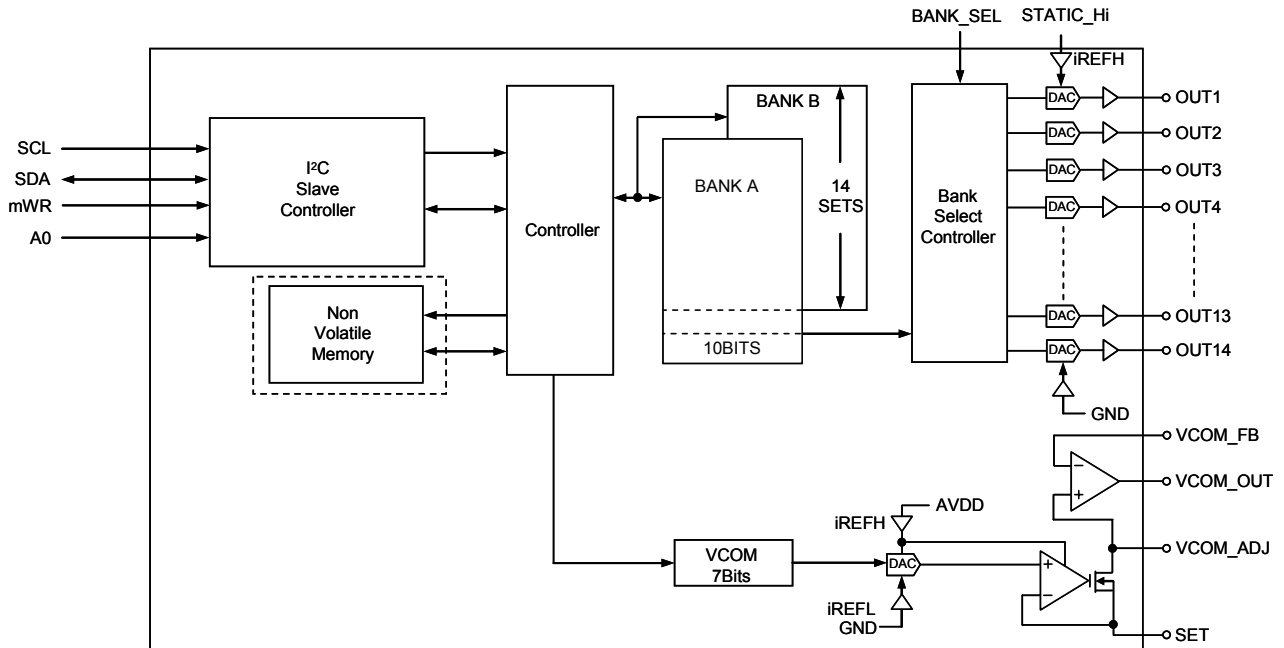 BANK_SEL
STATIC_Hi
iREFH
SCL
SDA
mWR
A0
I²C
Slave
Controller
Non
Volatile
Memory
Controller
BANK B
BANK A
14
SETS
10BITS
Bank
Select
Controller
DAC
OUT1
DAC
OUT2
DAC
OUT3
DAC
OUT4
DAC
OUT13
DAC
OUT14
GND
VCOM_FB
VCOM_OUT
VCOM_ADJ
SET
AVDD
iREFH
VCOM
7Bits
DAC
iREFL
GND